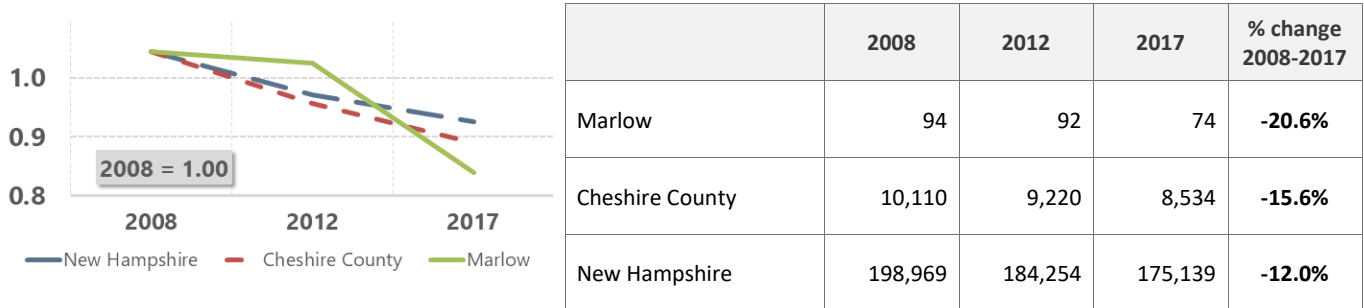 1.0
0.9
0.8
2008 = 1.00
2008 2012 2017
New Hampshire Cheshire County Marlow
2008 2012 2017 % change
2008-2017
Marlow 94 92 74 -20.6%
Cheshire County 10,110 9,220 8,534 -15.6%
New Hampshire 198,969 184,254 175,139 -12.0%